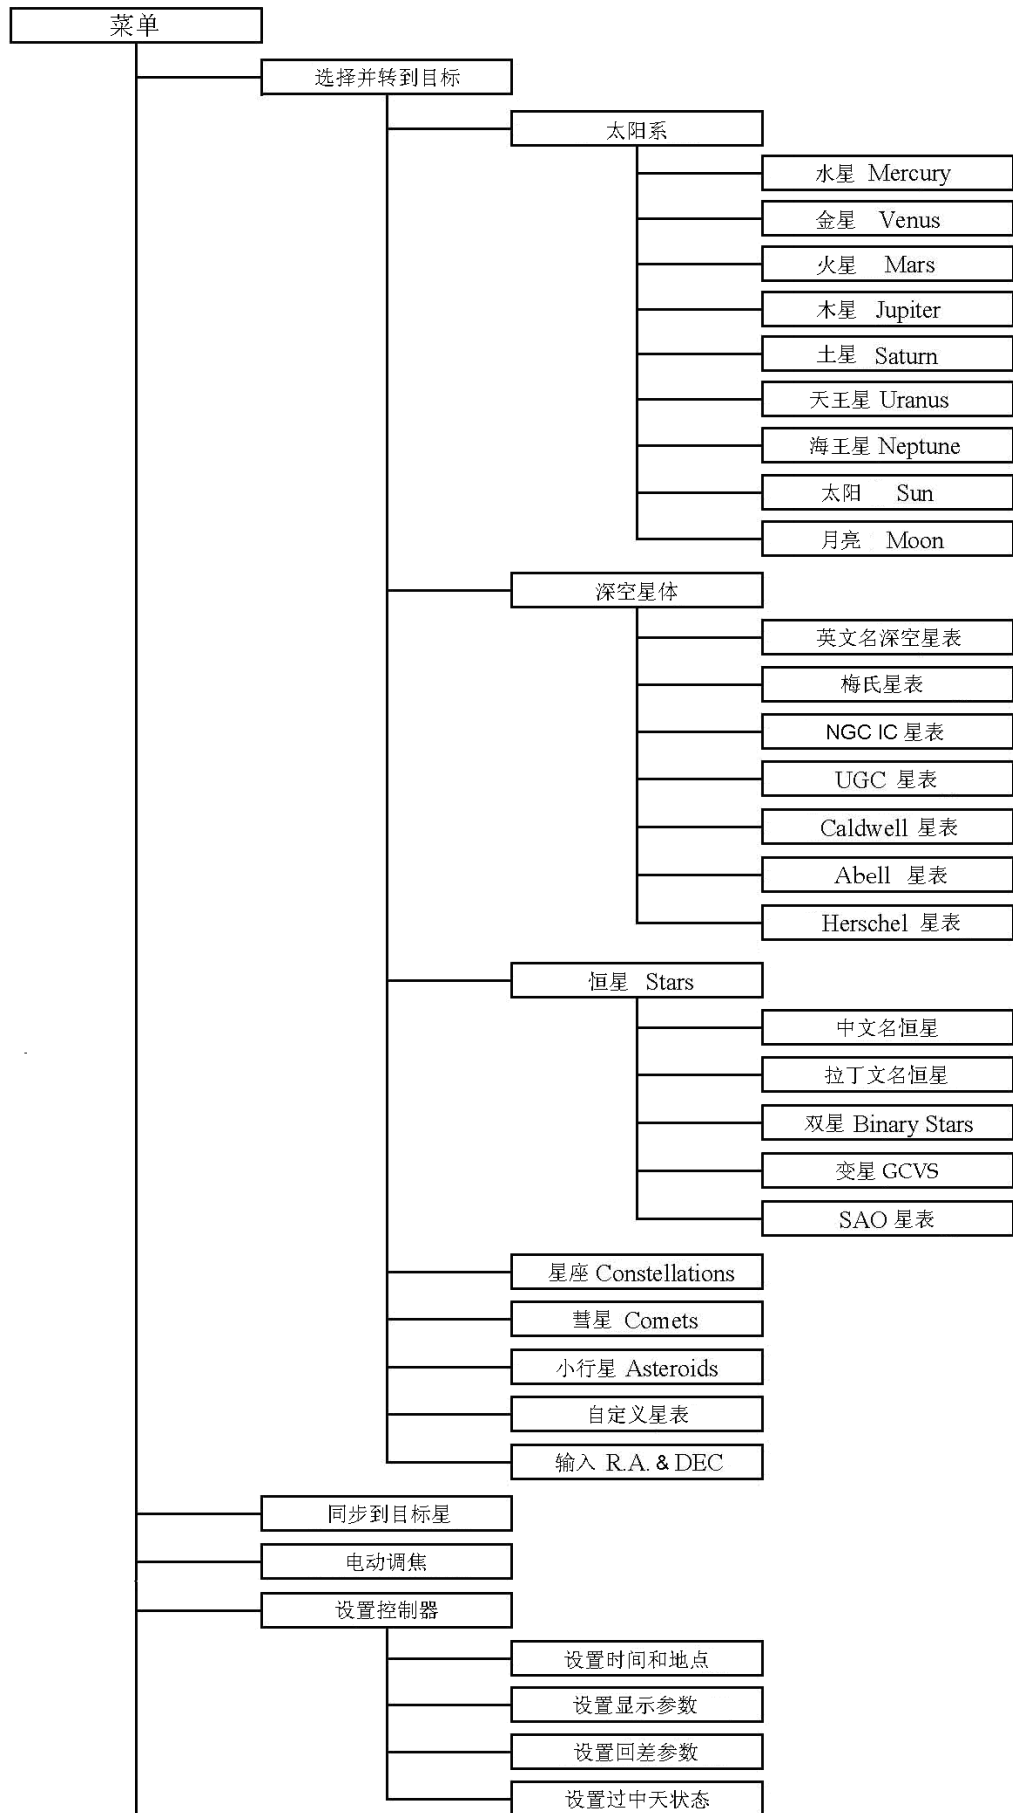 菜单
选择并转到目标
太阳系
水星 Mercury
金星 Venus
火星 Mars
木星 Jupiter
土星 Saturn
天王星 Uranus
海王星 Neptune
太阳 Sun
月亮 Moon
深空星体
英文名深空星表
梅氏星表
NGC IC 星表
UGC 星表
Caldwell 星表
Abell 星表
Herschel 星表
恒星 Stars
中文名恒星
拉丁文名恒星
双星 Binary Stars
变星 GCVS
SAO 星表
星座 Constellations
彗星 Comets
小行星 Asteroids
自定义星表
输入 R.A. & DEC
同步到目标星
电动调焦
设置控制器
设置时间和地点
设置显示参数
设置回差参数
设置过中天状态